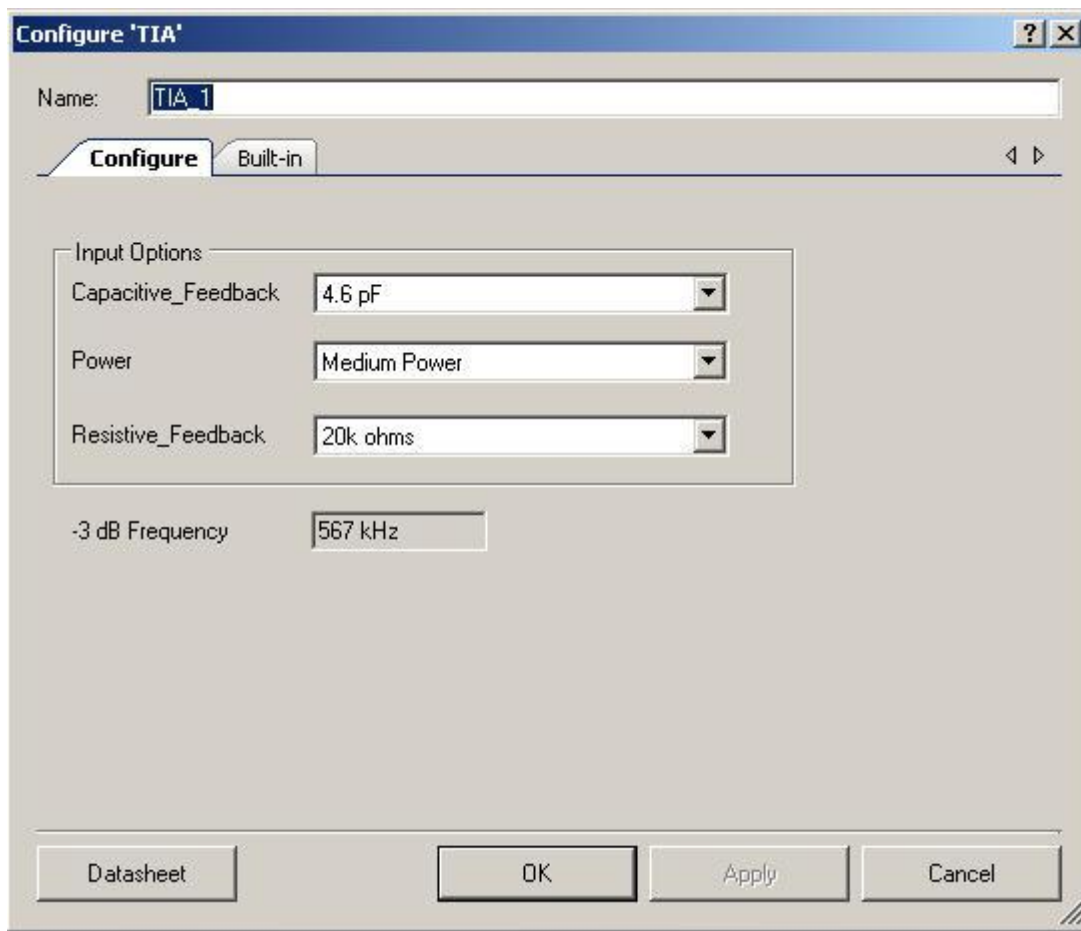 Configure 'TIA'
Name: TIA_1
Configure Built-in
Input Options
Capacitive_Feedback 4.6 pF
Power Medium Power
Resistive_Feedback 20k ohms
-3 dB Frequency 567 kHz
Datasheet OK Apply Cancel